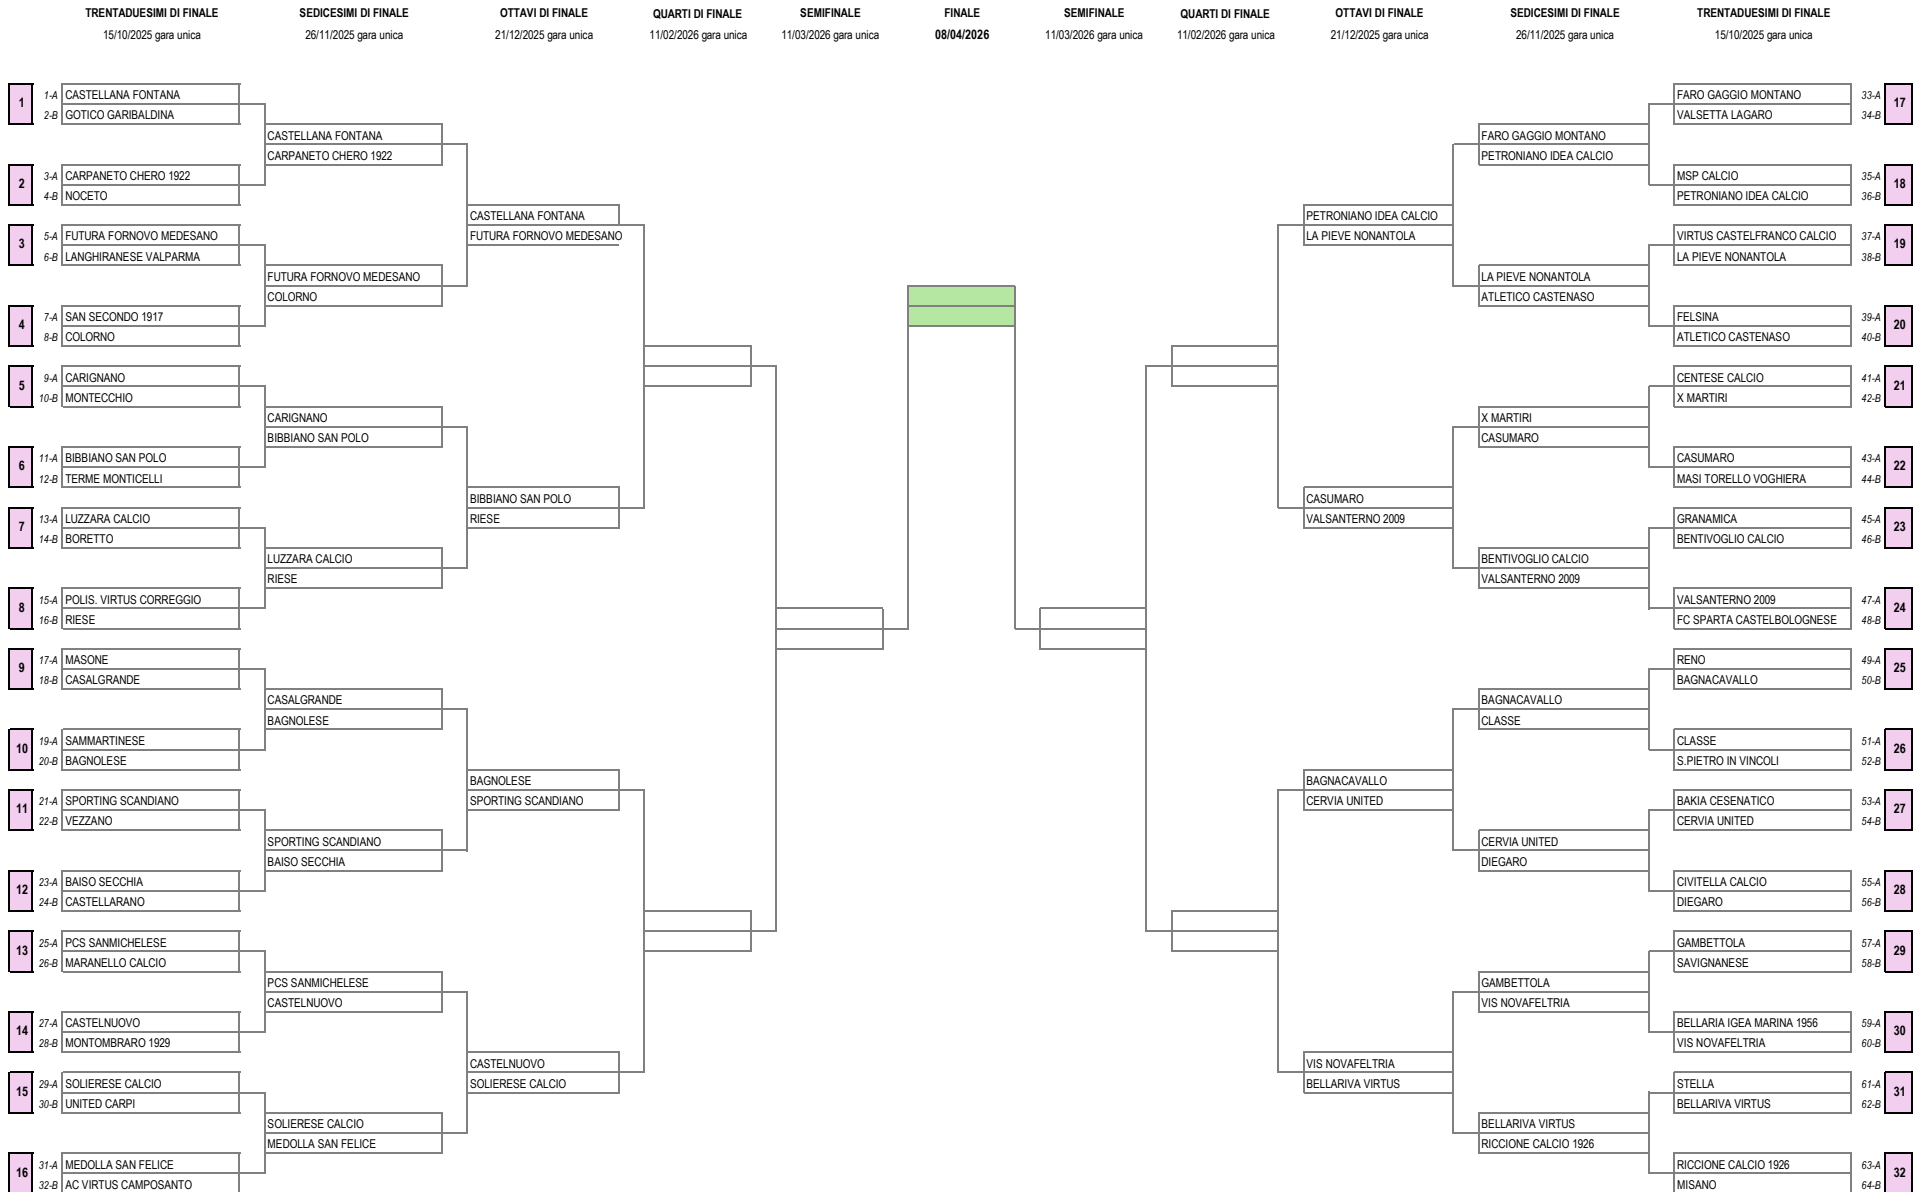 TRENTADUESIMI DI FINALE SEDICESIMI DI FINALE OTTAVI DI FINALE QUARTI DI FINALE SEMIFINALE FINALE SEMIFINALE QUARTI DI FINALE OTTAVI DI FINALE SEDICESIMI DI FINALE TRENTADUESIMI DI FINALE
15/10/2025 gara unica 26/11/2025 gara unica 21/12/2025 gara unica 11/02/2026 gara unica 11/03/2026 gara unica 08/04/2026 11/03/2026 gara unica 11/02/2026 gara unica 21/12/2025 gara unica 26/11/2025 gara unica 15/10/2025 gara unica
1
1-A CASTELLANA FONTANA
2-B GOTICO GARIBALDINA
2
3-A CARPANETO CHERO 1922
4-B NOCETO
3
5-A FUTURA FORNOVO MEDESANO
6-B LANGHIRANESE VALPARMA
4
7-A SAN SECONDO 1917
8-B COLORNO
5
9-A CARIGNANO
10-B MONTECCHIO
6
11-A BIBBIANO SAN POLO
12-B TERME MONTICELLI
7
13-A LUZZARA CALCIO
14-B BORETTO
8
15-A POLIS. VIRTUS CORREGGIO
16-B RIESE
9
17-A MASONE
18-B CASALGRANDE
10
19-A SAMMARTINESE
20-B BAGNOLESE
11
21-A SPORTING SCANDIANO
22-B VEZZANO
12
23-A BAISO SECCHIA
24-B CASTELLARANO
13
25-A PCS SANMICHELESE
26-B MARANELLO CALCIO
14
27-A CASTELNUOVO
28-B MONTOMBRARO 1929
15
29-A SOLIERESE CALCIO
30-B UNITED CARPI
16
31-A MEDOLLA SAN FELICE
32-B AC VIRTUS CAMPOSANTO
CASTELLANA FONTANA
CARPANETO CHERO 1922
FUTURA FORNOVO MEDESANO
COLORNO
CARIGNANO
BIBBIANO SAN POLO
LUZZARA CALCIO
RIESE
CASALGRANDE
BAGNOLESE
SPORTING SCANDIANO
BAISO SECCHIA
PCS SANMICHELESE
CASTELNUOVO
SOLIERESE CALCIO
MEDOLLA SAN FELICE
CASTELLANA FONTANA
FUTURA FORNOVO MEDESANO
BIBBIANO SAN POLO
RIESE
BAGNOLESE
SPORTING SCANDIANO
CASTELNUOVO
SOLIERESE CALCIO
PETRONIANO IDEA CALCIO
LA PIEVE NONANTOLA
CASUMARO
VALSANTERNO 2009
BAGNACAVALLO
CERVIA UNITED
VIS NOVAFELTRIA
BELLARIVA VIRTUS
FARO GAGGIO MONTANO
PETRONIANO IDEA CALCIO
LA PIEVE NONANTOLA
ATLETICO CASTENASO
X MARTIRI
CASUMARO
BENTIVOGLIO CALCIO
VALSANTERNO 2009
BAGNACAVALLO
CLASSE
CERVIA UNITED
DIEGARO
GAMBETTOLA
VIS NOVAFELTRIA
BELLARIVA VIRTUS
RICCIONE CALCIO 1926
FARO GAGGIO MONTANO 33-A
VALSETTA LAGARO 34-B
17
MSP CALCIO 35-A
PETRONIANO IDEA CALCIO 36-B
18
VIRTUS CASTELFRANCO CALCIO 37-A
LA PIEVE NONANTOLA 38-B
19
FELSINA 39-A
ATLETICO CASTENASO 40-B
20
CENTESE CALCIO 41-A
X MARTIRI 42-B
21
CASUMARO 43-A
MASI TORELLO VOGHIERA 44-B
22
GRANAMICA 45-A
BENTIVOGLIO CALCIO 46-B
23
VALSANTERNO 2009 47-A
FC SPARTA CASTELBOLOGNESE 48-B
24
RENO 49-A
BAGNACAVALLO 50-B
25
CLASSE 51-A
S.PIETRO IN VINCOLI 52-B
26
BAKIA CESENATICO 53-A
CERVIA UNITED 54-B
27
CIVITELLA CALCIO 55-A
DIEGARO 56-B
28
GAMBETTOLA 57-A
SAVIGNANESE 58-B
29
BELLARIA IGEA MARINA 1956 59-A
VIS NOVAFELTRIA 60-B
30
STELLA 61-A
BELLARIVA VIRTUS 62-B
31
RICCIONE CALCIO 1926 63-A
MISANO 64-B
32